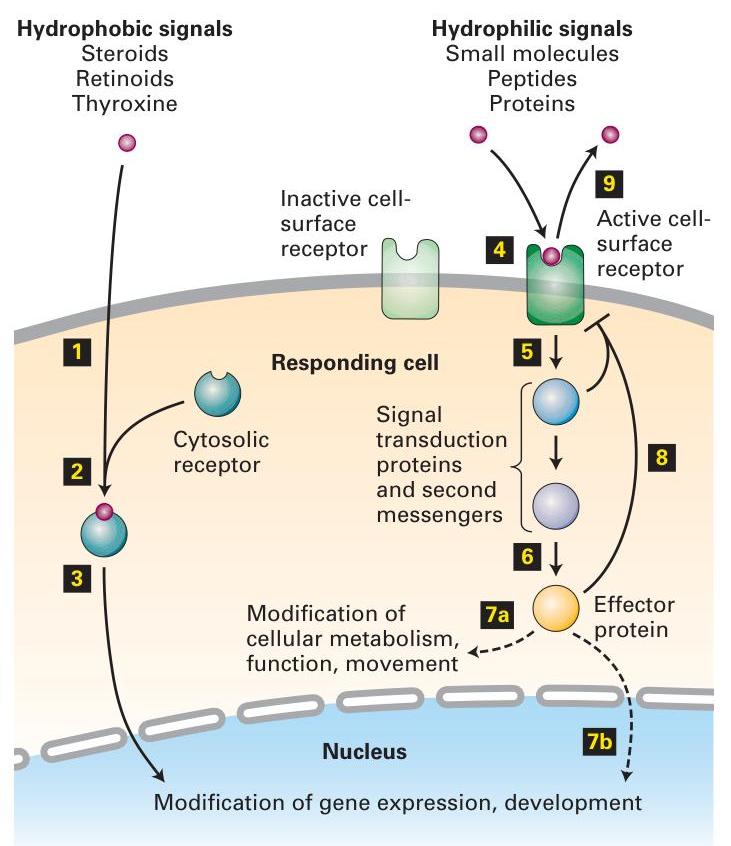 Hydrophobic signals
Steroids
Retinoids
Thyroxine
Hydrophilic signals
Small molecules
Peptides
Proteins
9
Inactive cell-
surface
receptor
4
Active cell-
surface
receptor
1
5
Responding cell
Cytosolic
receptor
Signal
transduction
proteins
and second
messengers
2
8
6
3
7a
Effector
protein
Modification of
cellular metabolism,
function, movement
Nucleus
7b
Modification of gene expression, development